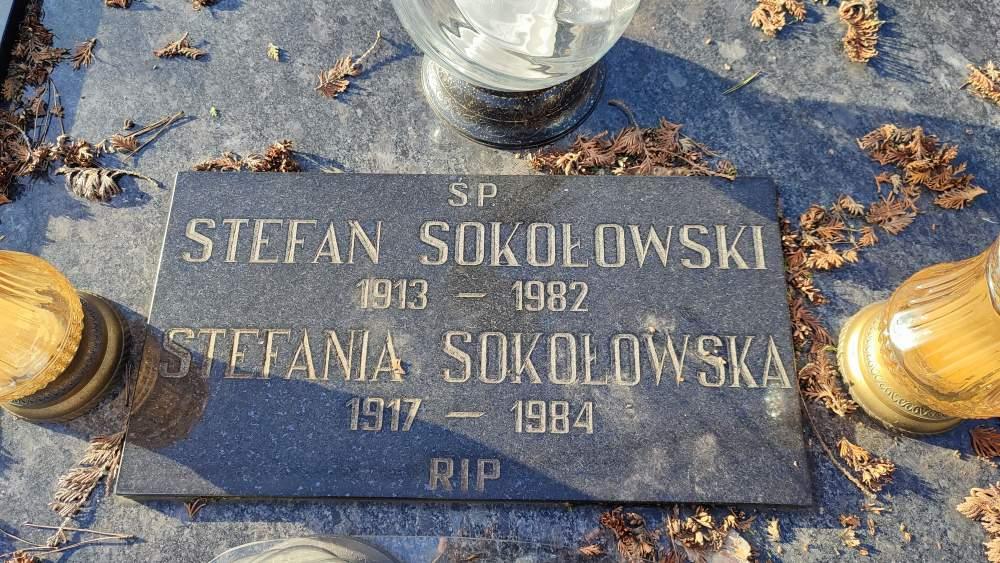 ŚP
STEFAN SOKOŁOWSKI
1913 — 1982
STEFANIA SOKOŁOWSKA
1917 — 1984
RIP